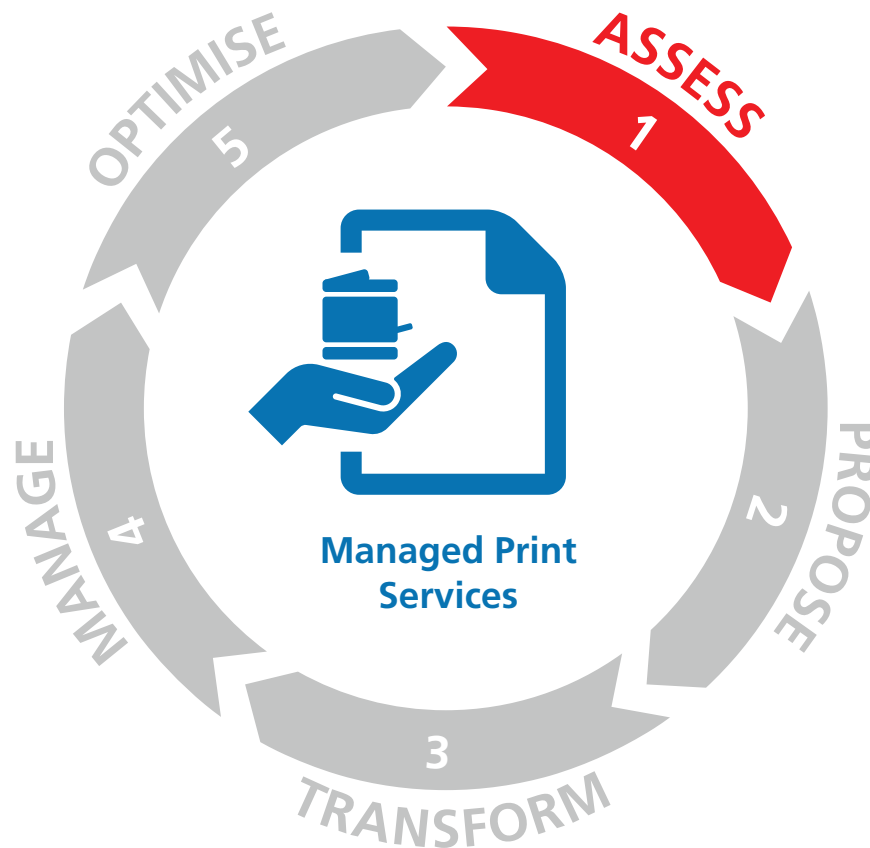 ASSESS
1
PROPOSE
2
TRANSFORM
3
MANAGE
4
OPTIMISE
5
Managed Print
Services